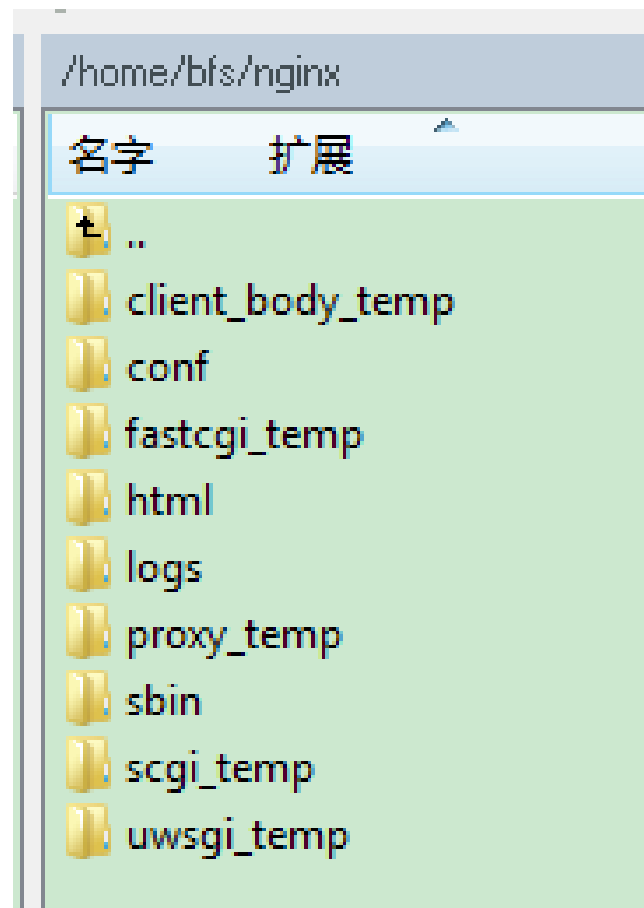 /home/bfs/nginx
名字 扩展
..
client_body_temp
conf
fastcgi_temp
html
logs
proxy_temp
sbin
scgi_temp
uwsgi_temp